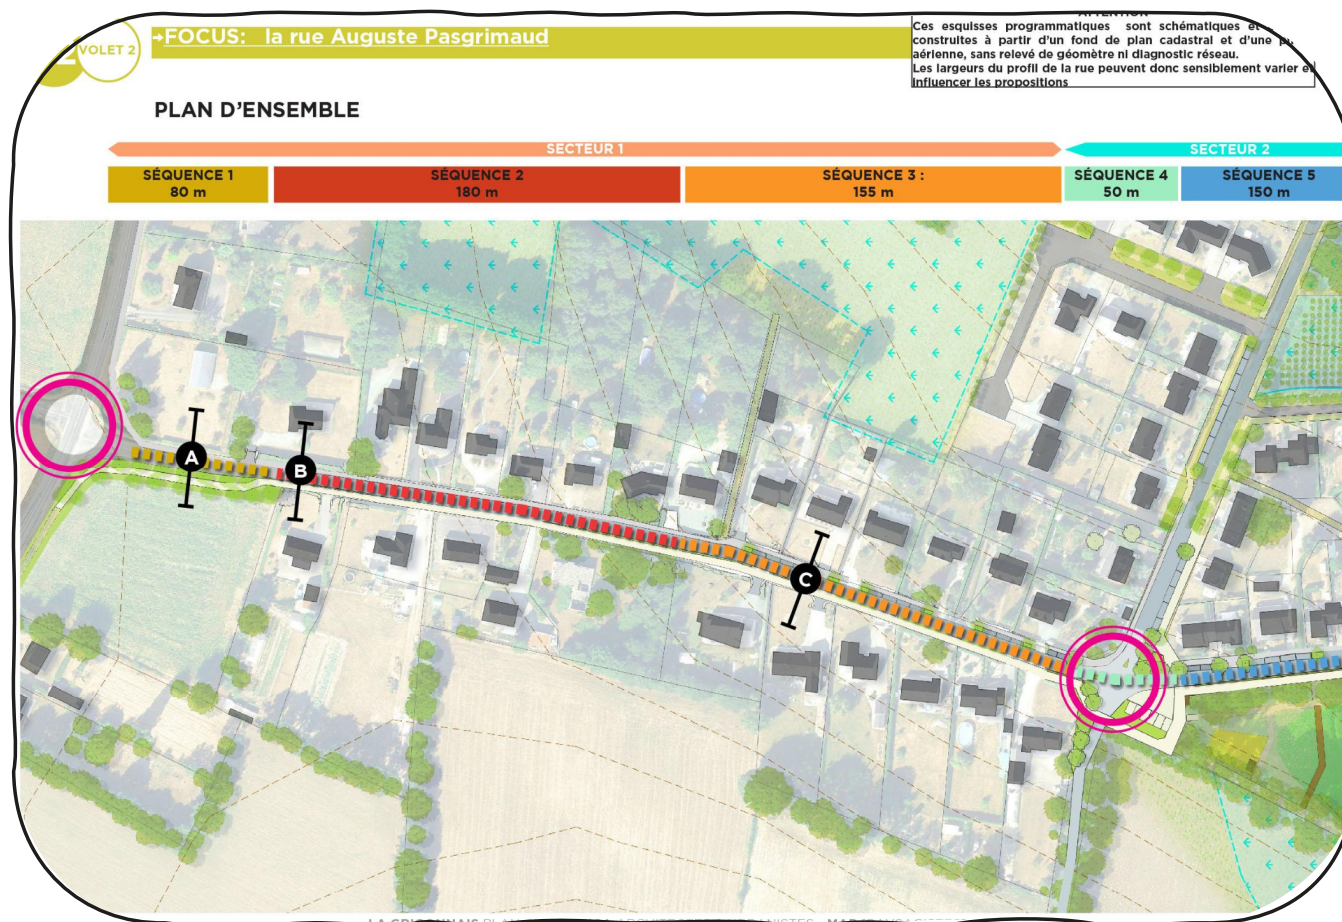 VOLET 2
→FOCUS: la rue Auguste Pasgrimaud
ATTENTION
Ces esquisses programmatiques sont schématiques et
construites à partir d'un fond de plan cadastral et d'une
aérienne, sans relevé de géomètre ni diagnostic réseau.
Les largeurs du profil de la rue peuvent donc sensiblement varier et
influencer les propositions
PLAN D'ENSEMBLE
SECTEUR 1
SECTEUR 2
SÉQUENCE 1
80 m
SÉQUENCE 2
180 m
SÉQUENCE 3 :
155 m
SÉQUENCE 4
50 m
SÉQUENCE 5
150 m
A
B
C